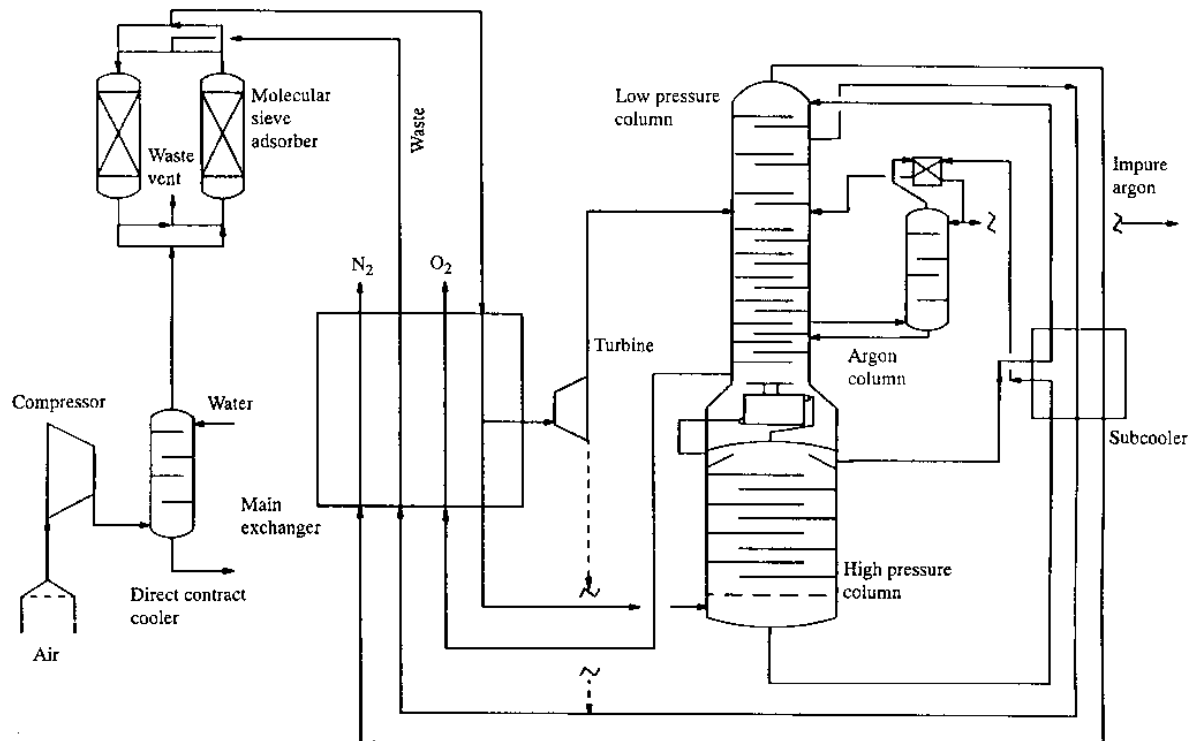 Molecular
sieve
adsorber
Waste
vent
Waste
Low pressure
column
Impure
argon
N2
O2
Turbine
Argon
column
Compressor
Water
Subcooler
Main
exchanger
High pressure
column
Direct contract
cooler
Air